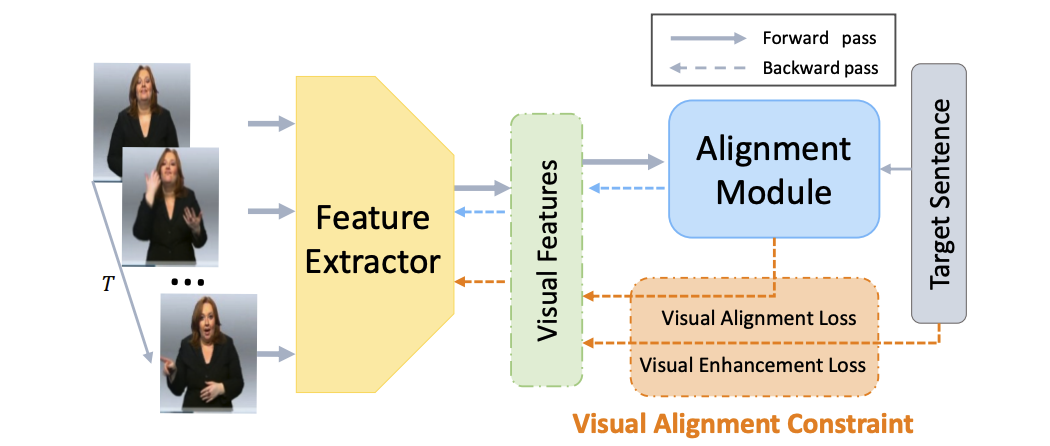 Forward pass
Backward pass
Feature
Extractor
Visual Features
Alignment
Module
Target Sentence
T
...
Visual Alignment Loss
Visual Enhancement Loss
Visual Alignment Constraint